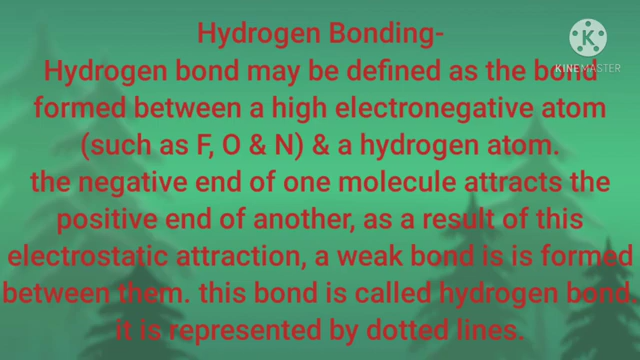 Hydrogen Bonding-
K
KINEMASTER
Hydrogen bond may be defined as the bond
formed between a high electronegative atom
(such as F, O & N) & a hydrogen atom.
the negative end of one molecule attracts the
positive end of another, as a result of this
electrostatic attraction, a weak bond is is formed
between them. this bond is called hydrogen bond.
it is represented by dotted lines.